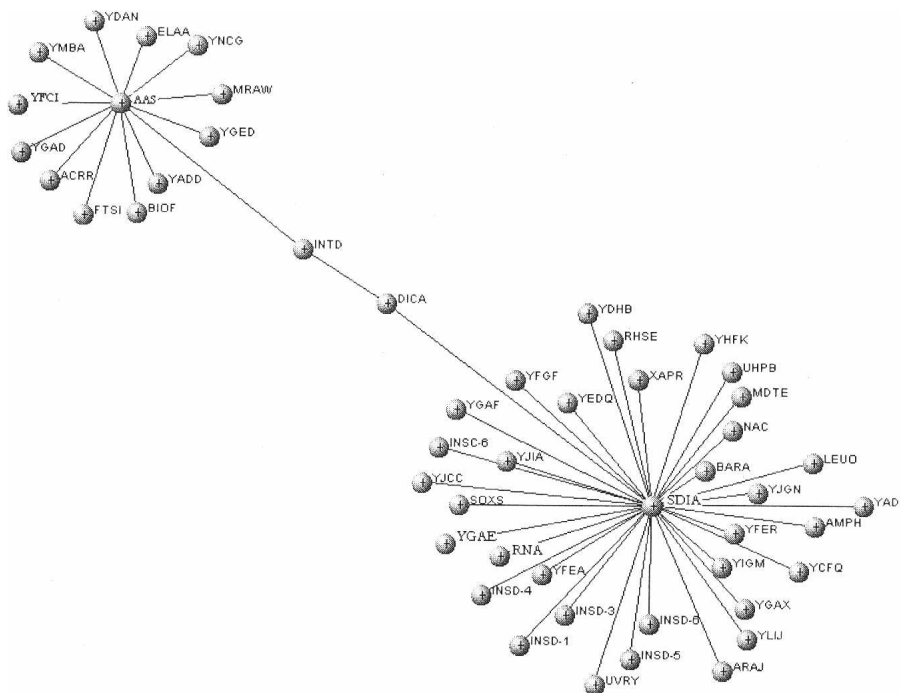 YDAN
ELAA
YNCG
YMBA
MRAW
YFCI
AAS
YGED
YGAD
ACRR
YADD
FTSI
BIOF
INTD
DICA
YDHB
RHSE
YHFK
UHPB
XAPR
YFGF
MDTE
YEDQ
YGAF
NAC
INSC-6
YJIA
BARA
LEUO
YJCC
YJGN
SOXS
SDIA
YAD
AMPH
YGAE
RNA
YFER
YFEA
YIGM
YCFQ
INSD-4
INSD-3
YGAX
INSD-6
INSD-1
YLIJ
INSD-5
ARAJ
UVRY